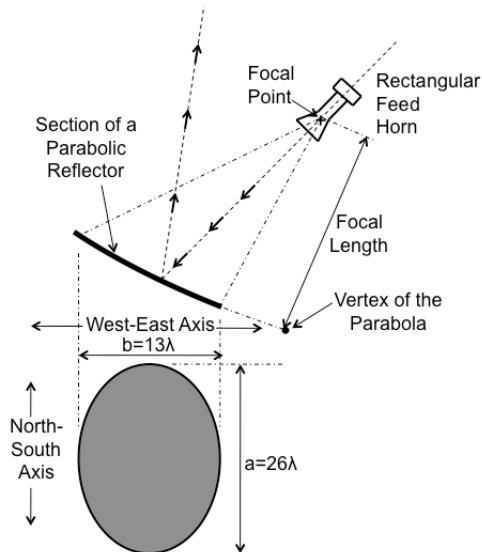 Focal
Point
Rectangular
Feed
Horn
Section of a
Parabolic
Reflector
Focal
Length
Vertex of the
Parabola
West-East Axis
b=13λ
North-
South
Axis
a=26λ